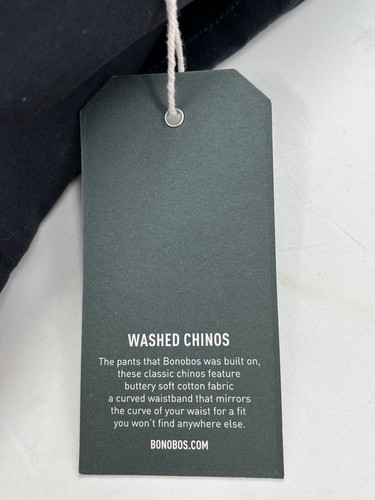 WASHED CHINOS
The pants that Bonobos was built on,
these classic chinos feature
buttery soft cotton fabric
a curved waistband that mirrors
the curve of your waist for a fit
you won't find anywhere else.
BONOBOS.COM